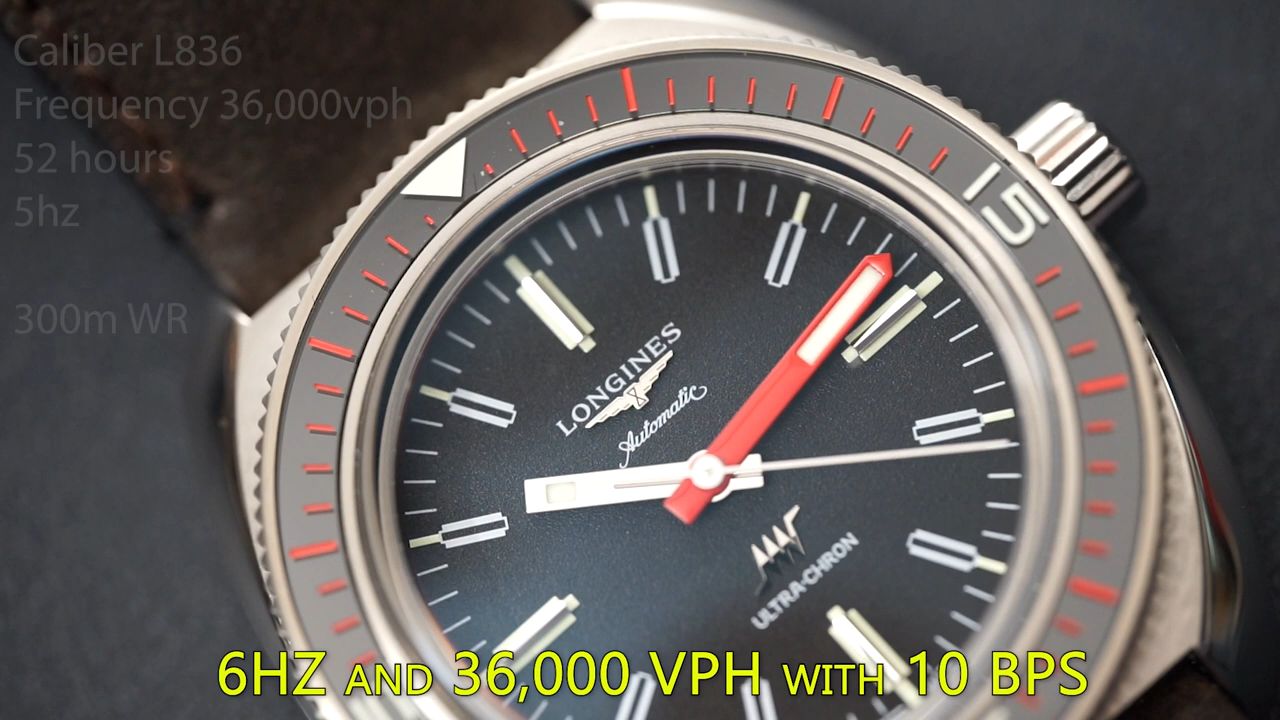 Caliber L836
Frequency 36,000vph
52 hours
5hz
300m WR
15
LONGINES
Automatic
ULTRA-CHRON
6HZ AND 36,000 VPH WITH 10 BPS